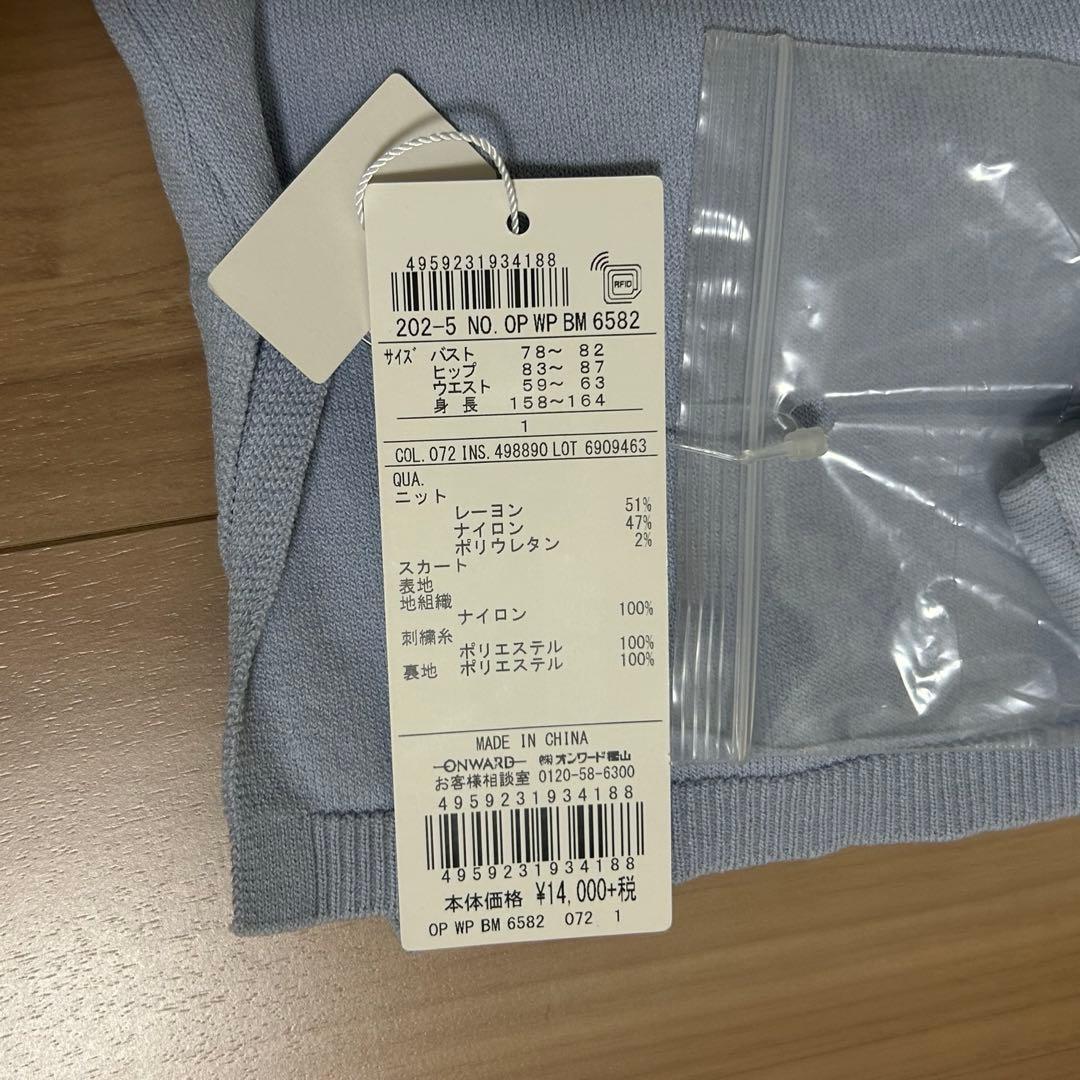 4959231934188
RFID
202-5 NO. OP WP BM 6582
ｻｲｽﾞ バスト 78～ 82
ヒップ 83～ 87
ウエスト 59～ 63
身長 158～164
1
COL. 072 INS. 498890 LOT 6909463
QUA.
ニット
レーヨン 51%
ナイロン 47%
ポリウレタン 2%
スカート
表地
地組織
ナイロン 100%
刺繍糸
ポリエステル 100%
裏地 ポリエステル 100%
MADE IN CHINA
ONWARD ㈱オンワード樫山
お客様相談室 0120-58-6300
4959231934188
4959231934188
本体価格 ¥14,000+税
OP WP BM 6582 072 1